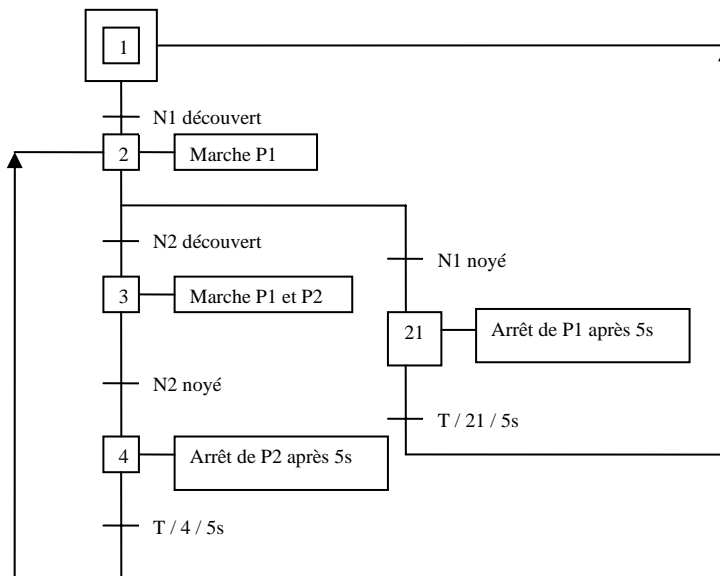 1
N1 découvert
2
Marche P1
N2 découvert
N1 noyé
3
Marche P1 et P2
21
Arrêt de P1 après 5s
N2 noyé
T / 21 / 5s
4
Arrêt de P2 après 5s
T / 4 / 5s